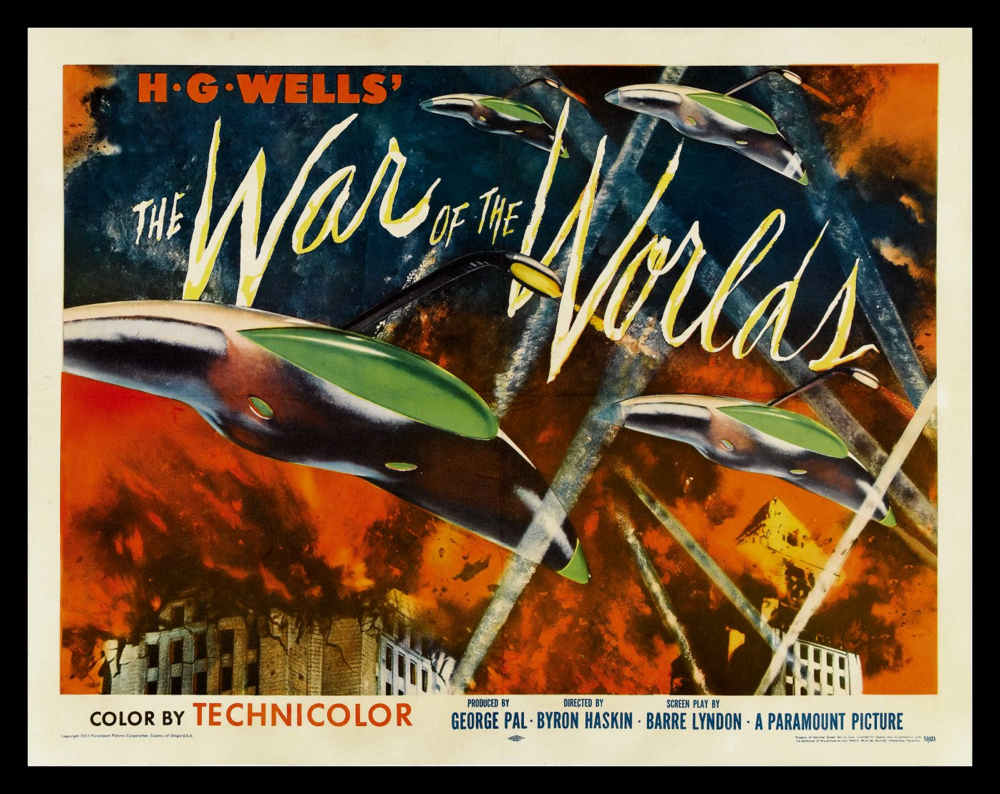 H·G·WELLS'
THE War OF THE Worlds
COLOR BY TECHNICOLOR
PRODUCED BY DIRECTED BY SCREEN PLAY BY
GEORGE PAL · BYRON HASKIN · BARRE LYNDON · A PARAMOUNT PICTURE
Copyright 1953 Paramount Pictures Corporation. Country of Origin U.S.A.
Property of National Screen Service Corp. Licensed for display only in connection with
the exhibition of this picture at your theatre. Must be returned immediately thereafter.
53/123